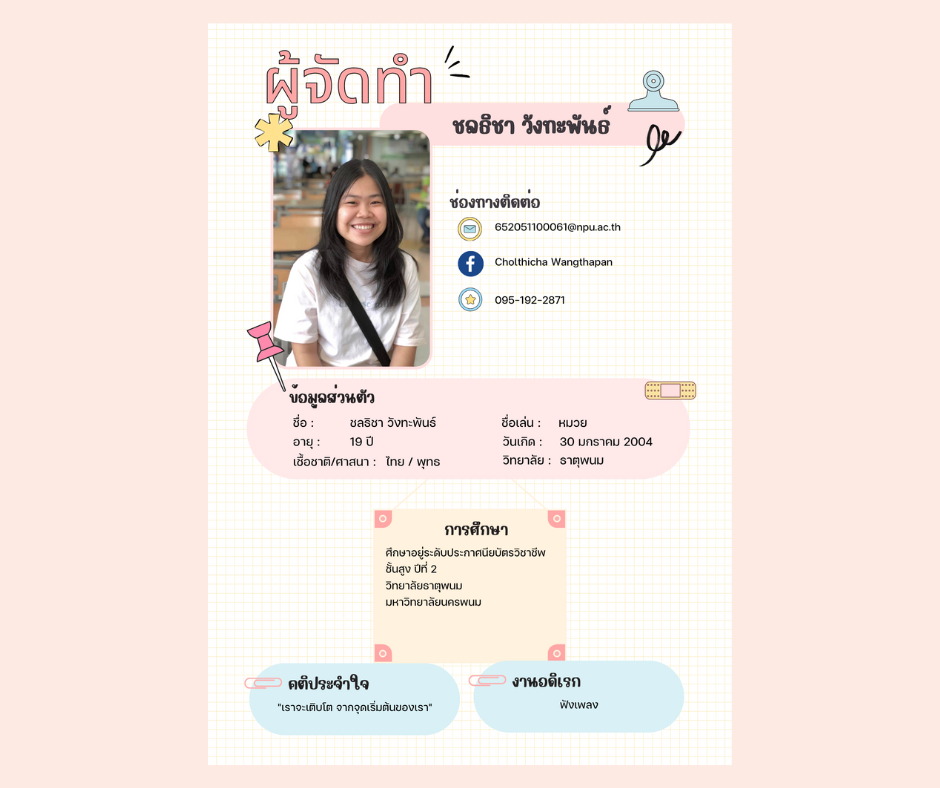 ผู้จัดทำ
ชลธิชา วังทะพันธ์
ช่องทางติดต่อ
652051100061@npu.ac.th
Cholthicha Wangthapan
095-192-2871
ข้อมูลส่วนตัว
ชื่อ : ชลธิชา วังทะพันธ์ ชื่อเล่น : หมวย
อายุ : 19 ปี วันเกิด : 30 มกราคม 2004
เชื้อชาติ/ศาสนา : ไทย / พุทธ วิทยาลัย : ธาตุพนม
การศึกษา
ศึกษาอยู่ระดับประกาศนียบัตรวิชาชีพ
ชั้นสูง ปีที่ 2
วิทยาลัยธาตุพนม
มหาวิทยาลัยนครพนม
คติประจำใจ
"เราจะเติบโต จากจุดเริ่มต้นของเรา"
งานอดิเรก
ฟังเพลง